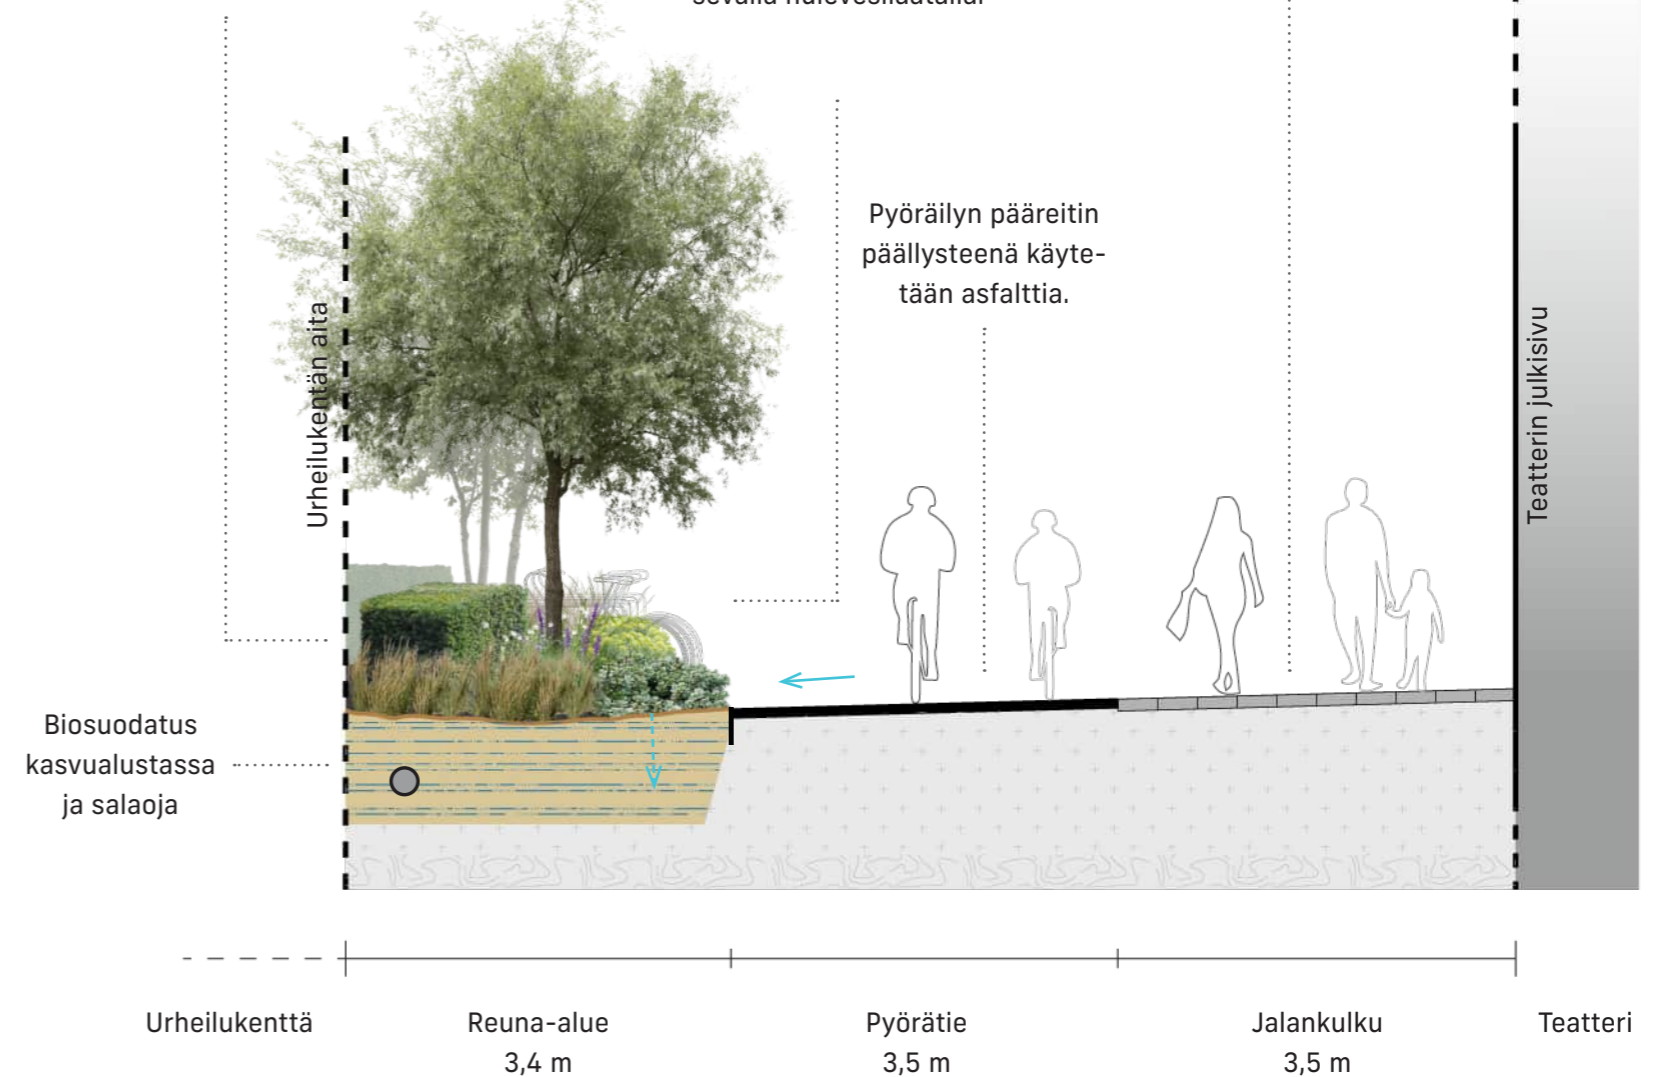 Pyöräilyn pääreitin
päällysteenä käyte-
tään asfalttia.
Urheilukentän aita
Teatterin julkisivu
Biosuodatus
kasvualustassa
ja salaoja
Urheilukenttä
Reuna-alue
3,4 m
Pyörätie
3,5 m
Jalankulku
3,5 m
Teatteri